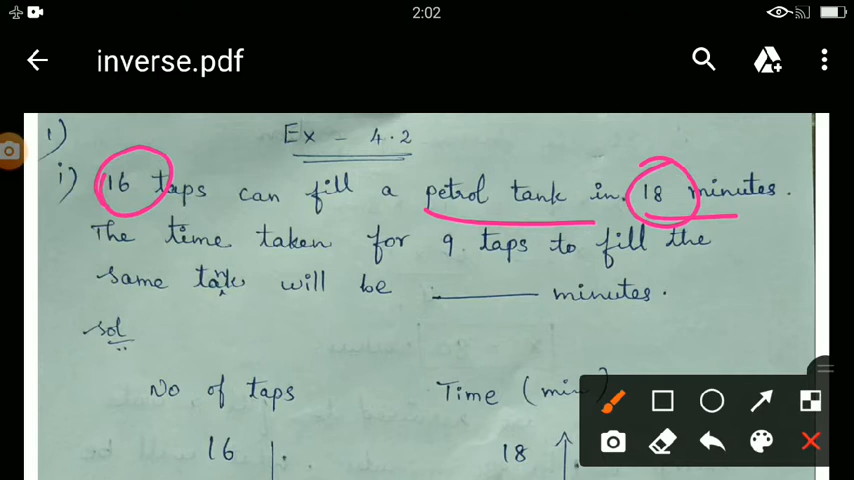 2:02
inverse.pdf
1) Ex - 4.2
i) 16 taps can fill a petrol tank in 18 minutes.
The time taken for 9 taps to fill the
same tank will be ______ minutes.
Sol
No of taps Time (min)
16 18